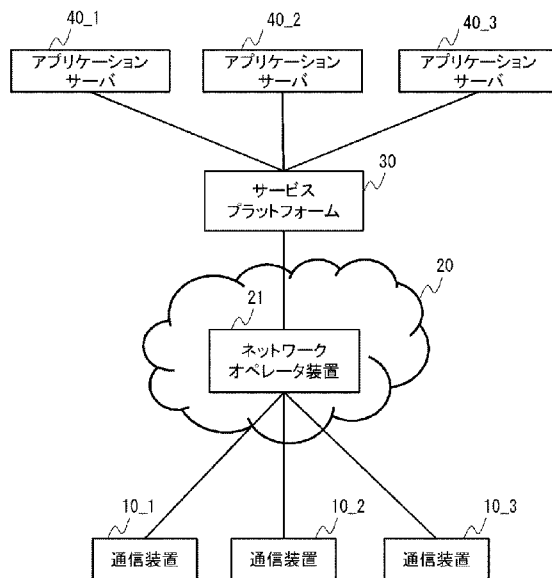 40_1
40_2
40_3
アプリケーション
サーバ
アプリケーション
サーバ
アプリケーション
サーバ
30
サービス
プラットフォーム
20
21
ネットワーク
オペレータ装置
10_1
10_2
10_3
通信装置
通信装置
通信装置